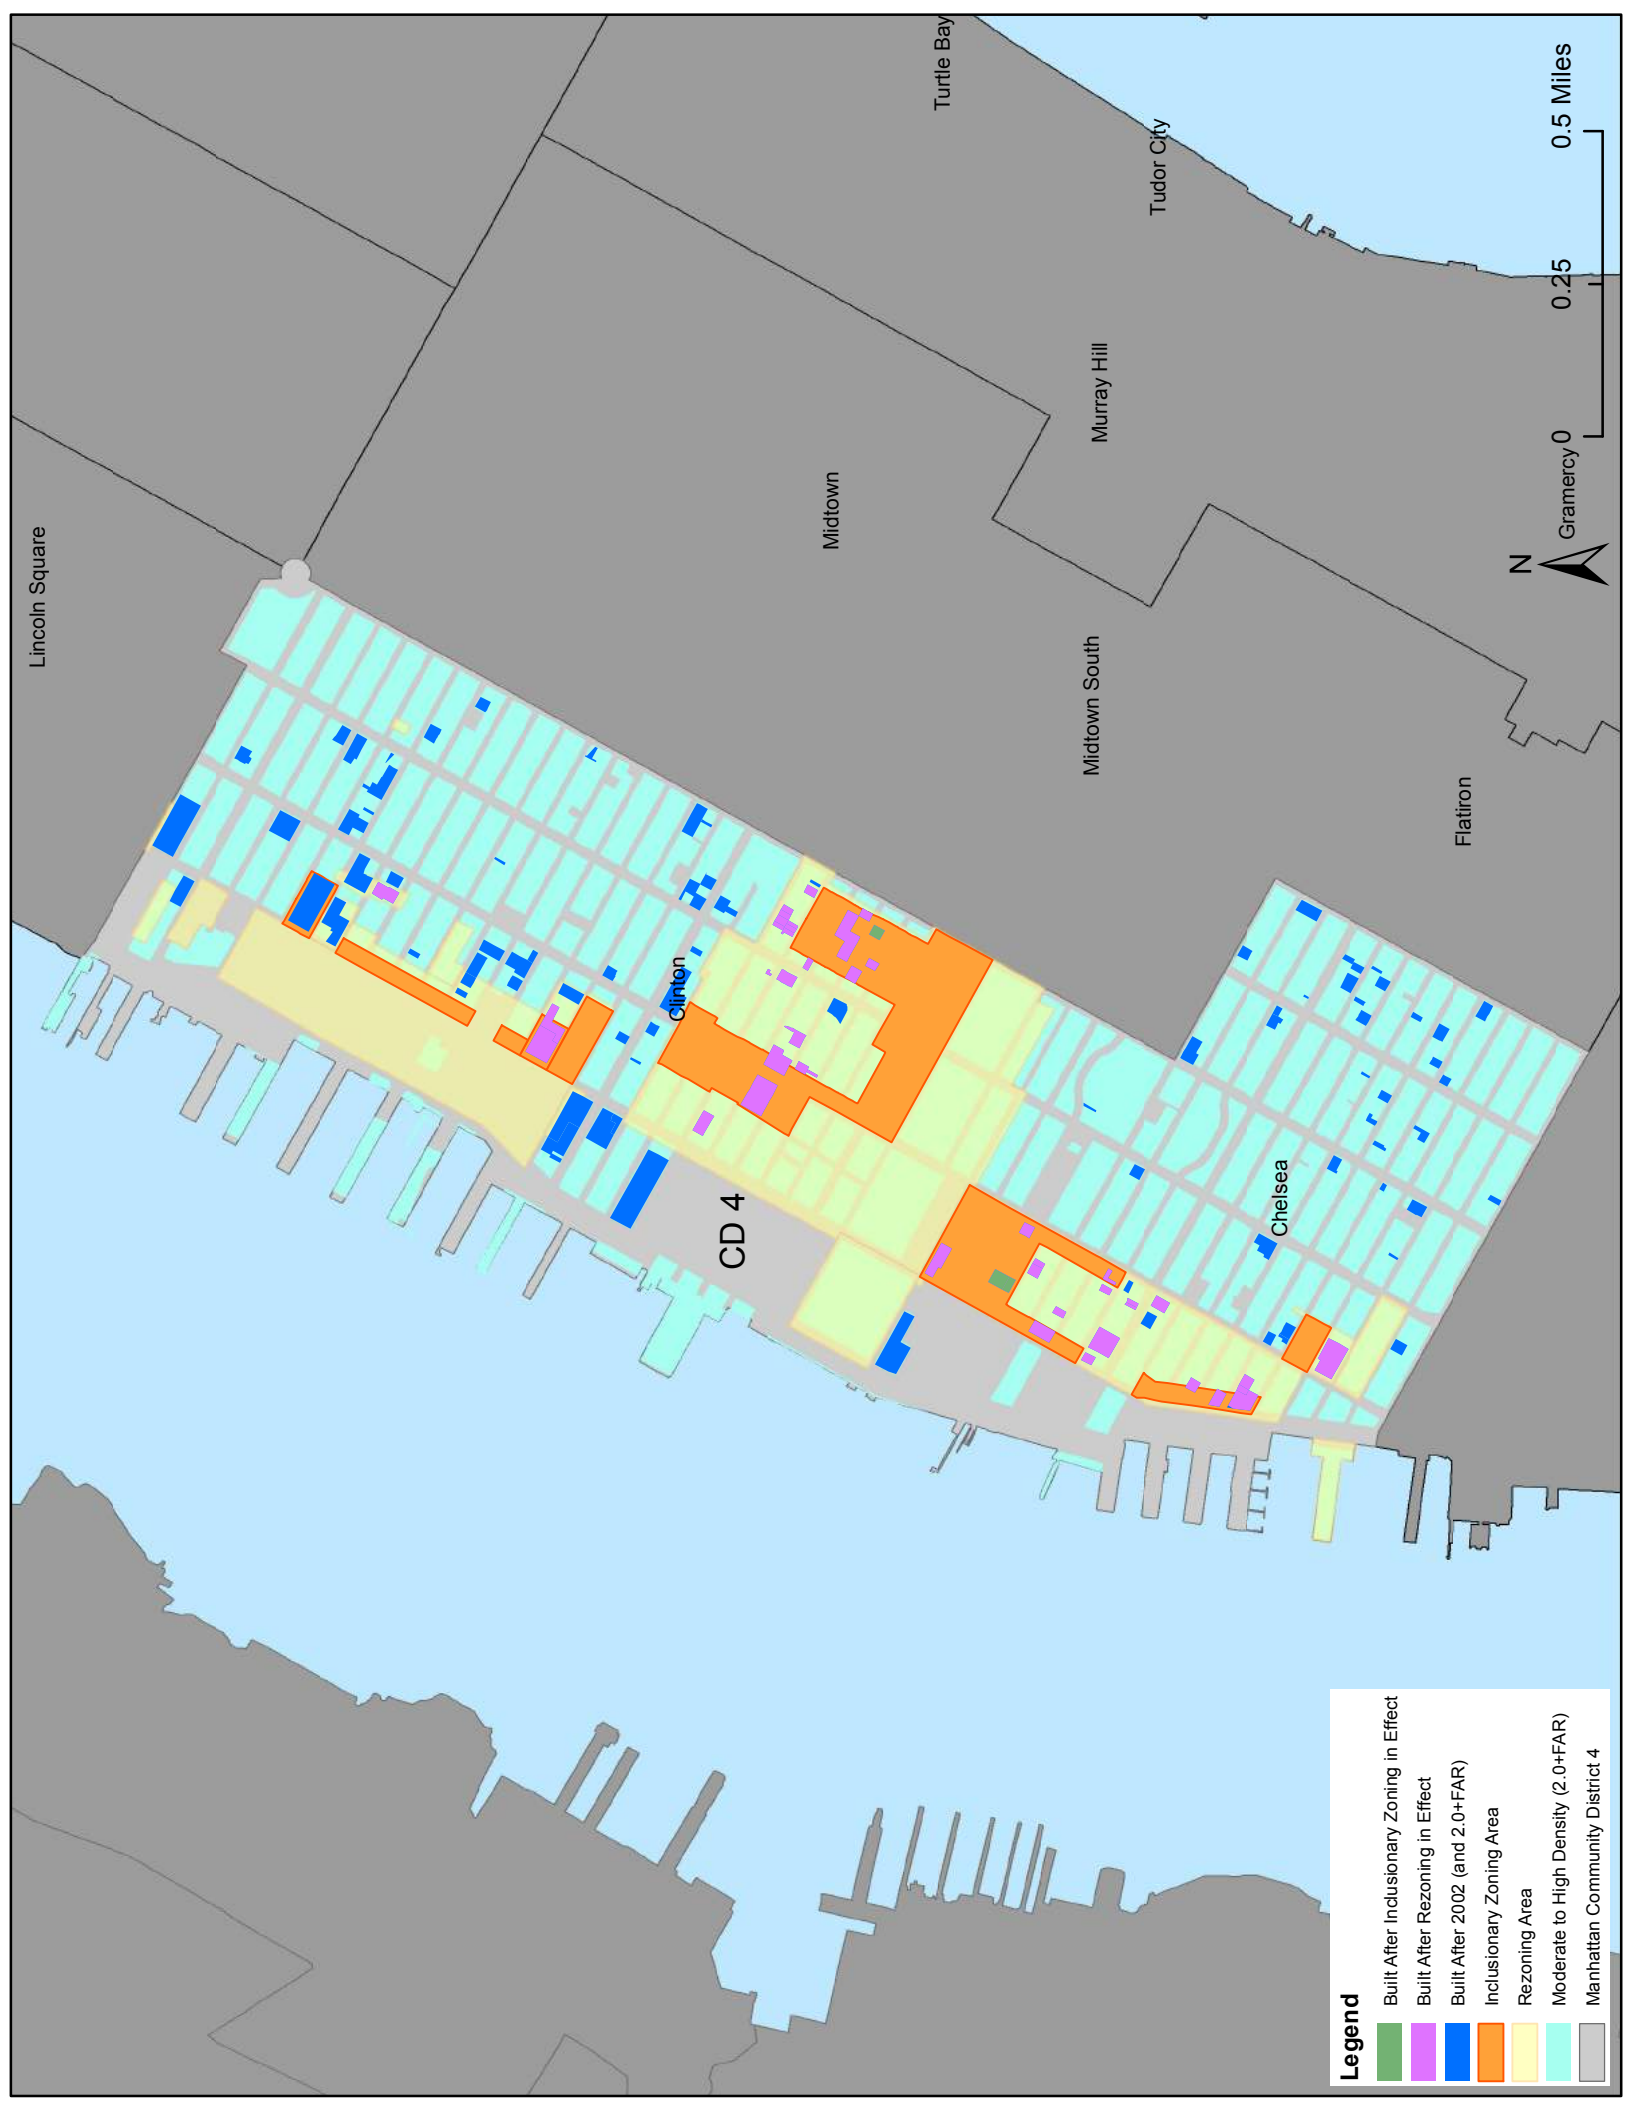 Lincoln Square
Turtle Bay
Tudor City
Murray Hill
Midtown
Midtown South
Gramercy
Flatiron
Clinton
CD 4
Chelsea
N
0 0.25 0.5 Miles
Legend
Built After Inclusionary Zoning in Effect
Built After Rezoning in Effect
Built After 2002 (and 2.0+FAR)
Inclusionary Zoning Area
Rezoning Area
Moderate to High Density (2.0+FAR)
Manhattan Community District 4